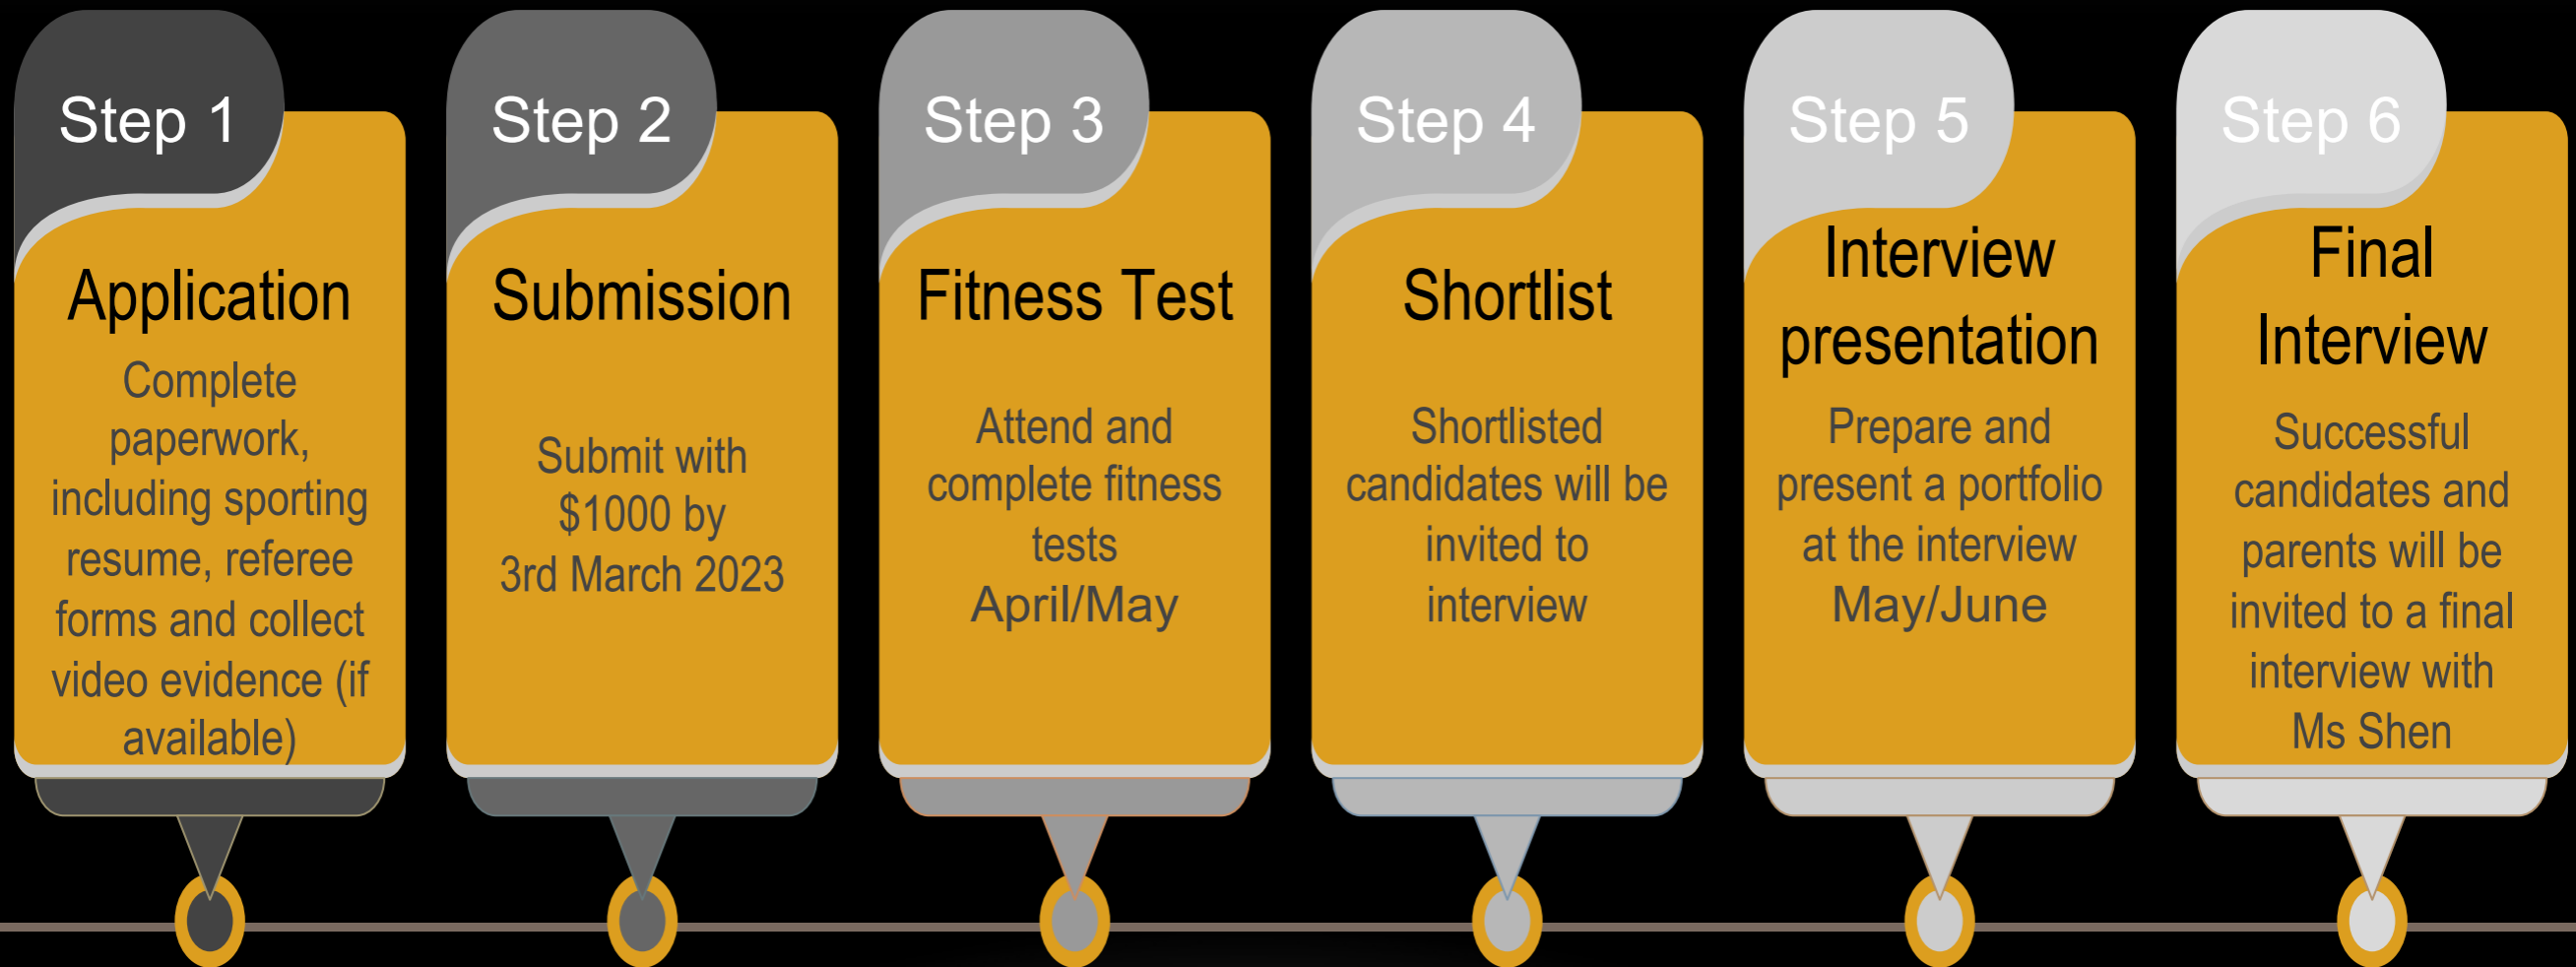 Step 1
Application
Complete
paperwork,
including sporting
resume, referee
forms and collect
video evidence (if
available)
Step 2
Submission
Submit with
$1000 by
3rd March 2023
Step 3
Fitness Test
Attend and
complete fitness
tests
April/May
Step 4
Shortlist
Shortlisted
candidates will be
invited to
interview
Step 5
Interview
presentation
Prepare and
present a portfolio
at the interview
May/June
Step 6
Final
Interview
Successful
candidates and
parents will be
invited to a final
interview with
Ms Shen